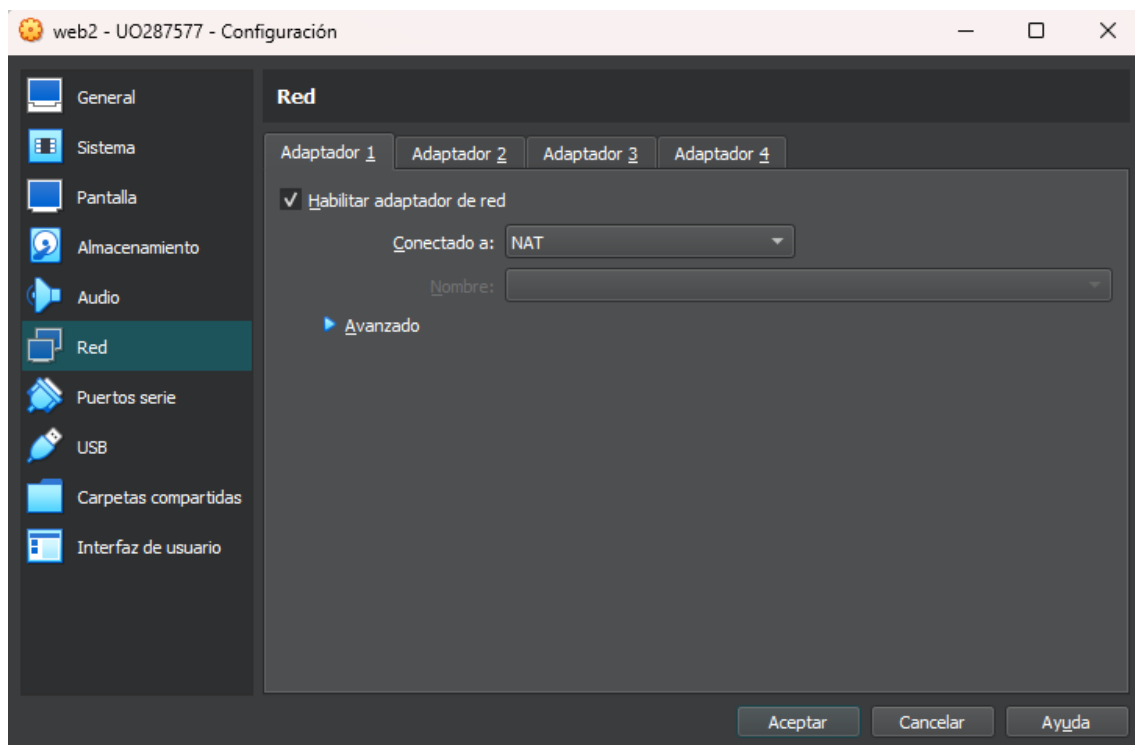 web2 - UO287577 - Configuración
General
Sistema
Pantalla
Almacenamiento
Audio
Red
Puertos serie
USB
Carpetas compartidas
Interfaz de usuario
Red
Adaptador 1 Adaptador 2 Adaptador 3 Adaptador 4
Habilitar adaptador de red
Conectado a: NAT
Nombre:
Avanzado
Aceptar Cancelar Ayuda